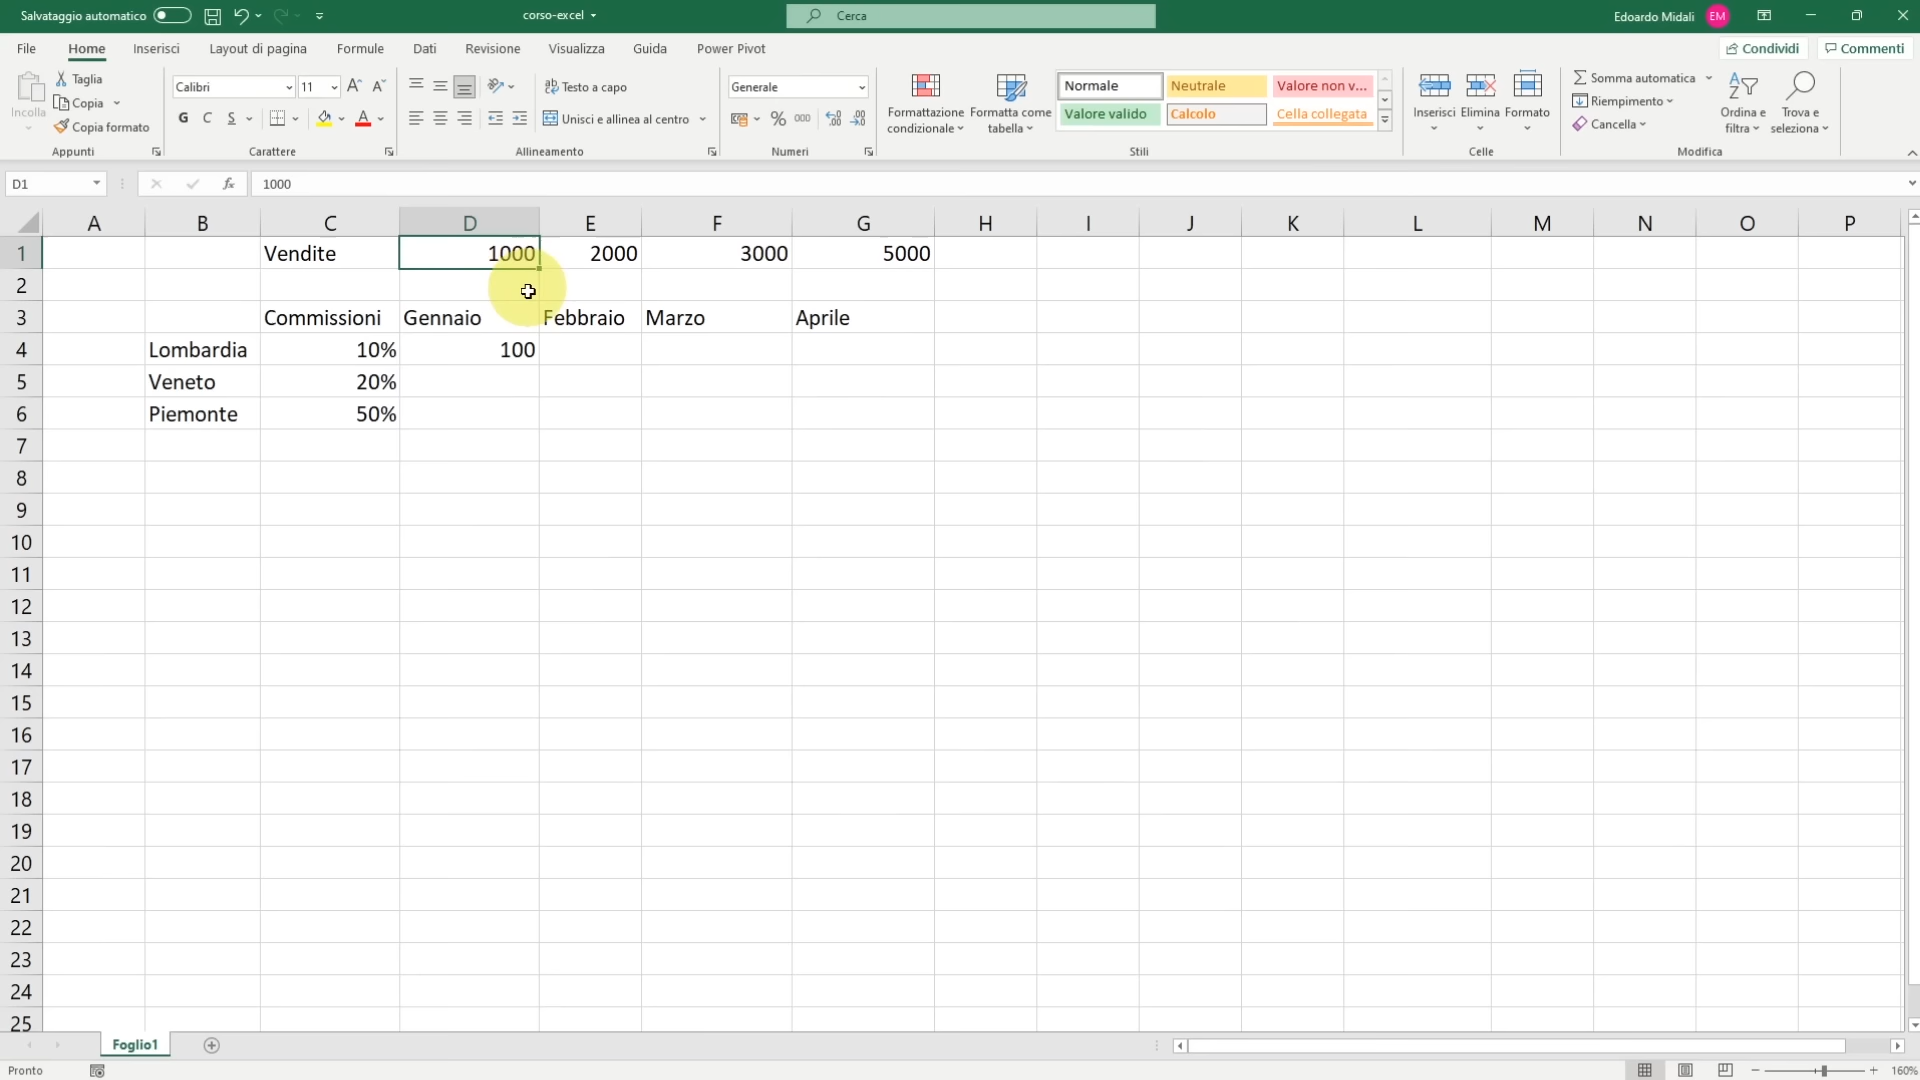 Salvataggio automatico
corso-excel
Cerca
Edoardo Midali EM
File Home Inserisci Layout di pagina Formule Dati Revisione Visualizza Guida Power Pivot
Condividi Commenti
Incolla
Taglia
Copia
Copia formato
Appunti
Calibri 11 A A
G C S A
Carattere
Testo a capo
Unisci e allinea al centro
Allineamento
Generale
% 000
Numeri
Formattazione condizionale
Formatta come tabella
Normale Neutrale Valore non v...
Valore valido Calcolo Cella collegata
Stili
Inserisci Elimina Formato
Celle
Somma automatica
Riempimento
Cancella
Ordina e filtra
Trova e seleziona
Modifica
D1 fx 1000
A B C D E F G H I J K L M N O P
1 Vendite 1000 2000 3000 5000
2
3 Commissioni Gennaio Febbraio Marzo Aprile
4 Lombardia 10% 100
5 Veneto 20%
6 Piemonte 50%
7
8
9
10
11
12
13
14
15
16
17
18
19
20
21
22
23
24
25
Foglio1
Pronto
160%